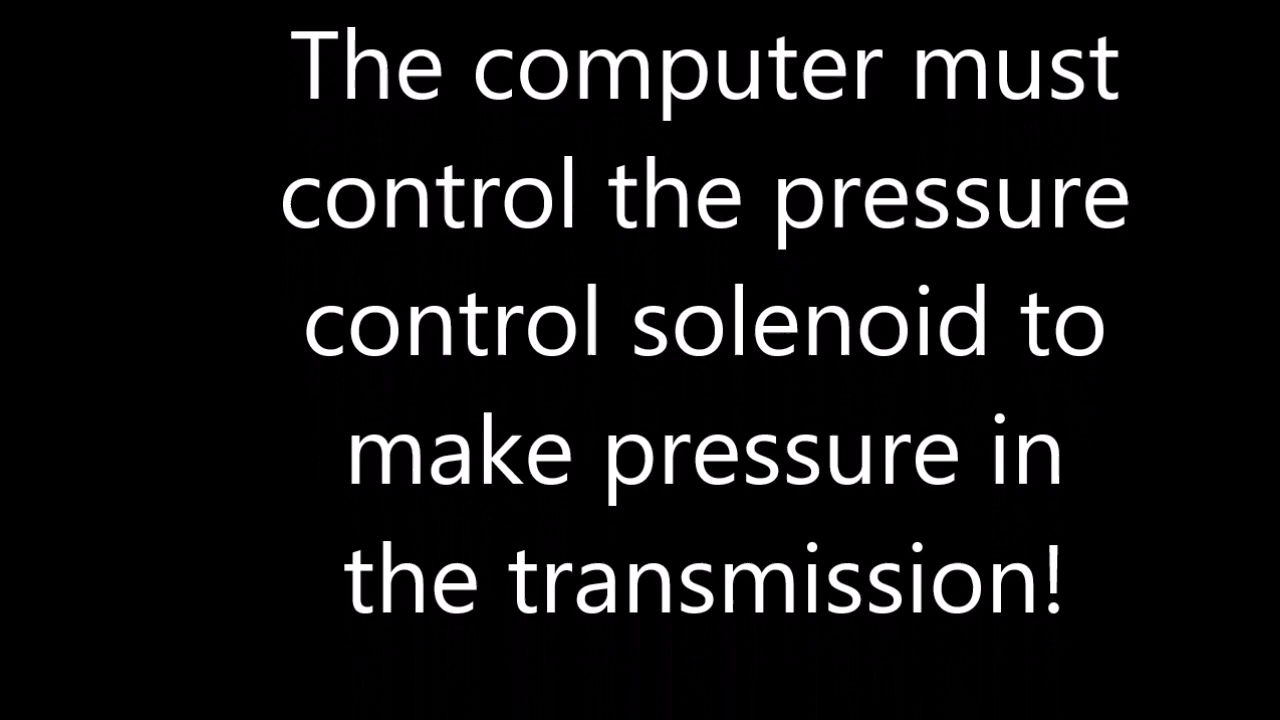 The computer must
control the pressure
control solenoid to
make pressure in
the transmission!